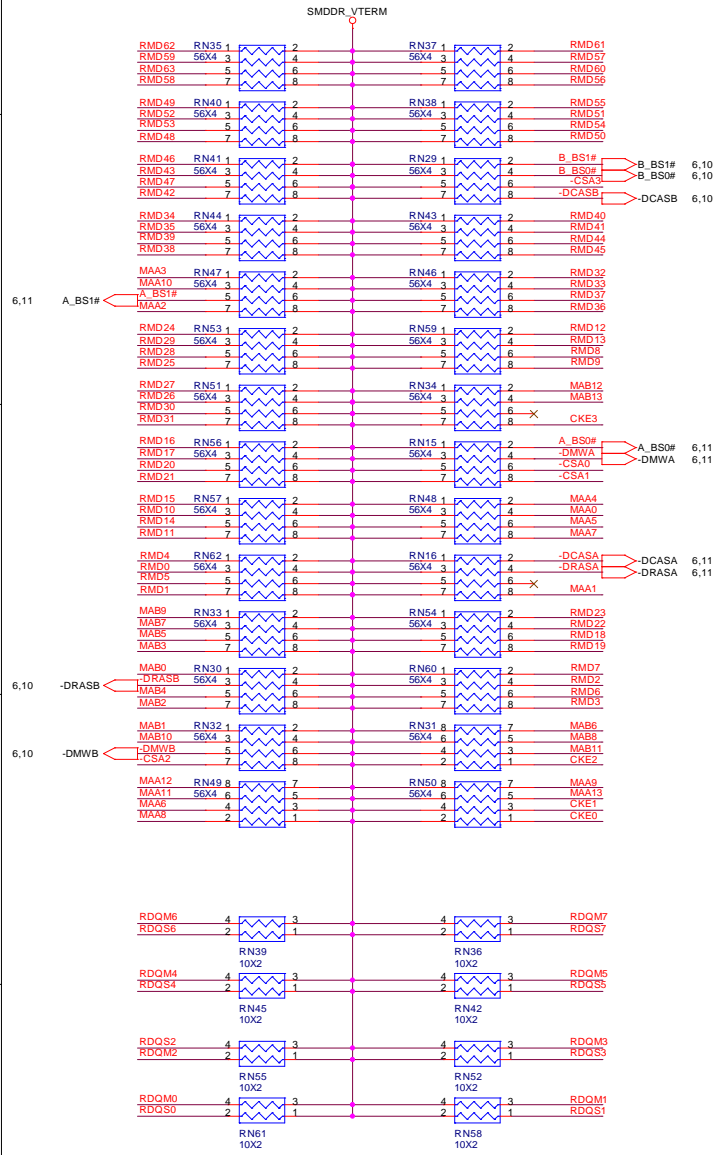 SMDDR_VTERM
RMD62 RN35 1 2 RN37 1 2 RMD61
RMD59 56X4 3 4 56X4 3 4 RMD57
RMD63 5 6 5 6 RMD60
RMD58 7 8 7 8 RMD56
RMD49 RN40 1 2 RN38 1 2 RMD55
RMD52 56X4 3 4 56X4 3 4 RMD51
RMD53 5 6 5 6 RMD54
RMD48 7 8 7 8 RMD50
RMD46 RN41 1 2 RN29 1 2 B_BS1# B_BS1# 6,10
RMD43 56X4 3 4 56X4 3 4 B_BS0# B_BS0# 6,10
RMD47 5 6 5 6 -CSA3
RMD42 7 8 7 8 -DCASB -DCASB 6,10
RMD34 RN44 1 2 RN43 1 2 RMD40
RMD35 56X4 3 4 56X4 3 4 RMD41
RMD39 5 6 5 6 RMD44
RMD38 7 8 7 8 RMD45
MAA3 RN47 1 2 RN46 1 2 RMD32
MAA10 56X4 3 4 56X4 3 4 RMD33
6,11 A_BS1# A_BS1# 5 6 5 6 RMD37
MAA2 7 8 7 8 RMD36
RMD24 RN53 1 2 RN59 1 2 RMD12
RMD29 56X4 3 4 56X4 3 4 RMD13
RMD28 5 6 5 6 RMD8
RMD25 7 8 7 8 RMD9
RMD27 RN51 1 2 RN34 1 2 MAB12
RMD26 56X4 3 4 56X4 3 4 MAB13
RMD30 5 6 5 6
RMD31 7 8 7 8 CKE3
RMD16 RN56 1 2 RN15 1 2 A_BS0# A_BS0# 6,11
RMD17 56X4 3 4 56X4 3 4 -DMWA -DMWA 6,11
RMD20 5 6 5 6 -CSA0
RMD21 7 8 7 8 -CSA1
RMD15 RN57 1 2 RN48 1 2 MAA4
RMD10 56X4 3 4 56X4 3 4 MAA0
RMD14 5 6 5 6 MAA5
RMD11 7 8 7 8 MAA7
RMD4 RN62 1 2 RN16 1 2 -DCASA -DCASA 6,11
RMD0 56X4 3 4 56X4 3 4 -DRASA -DRASA 6,11
RMD5 5 6 5 6
RMD1 7 8 7 8 MAA1
MAB9 RN33 1 2 RN54 1 2 RMD23
MAB7 56X4 3 4 56X4 3 4 RMD22
MAB5 5 6 5 6 RMD18
MAB3 7 8 7 8 RMD19
MAB0 RN30 1 2 RN60 1 2 RMD7
6,10 -DRASB -DRASB 56X4 3 4 56X4 3 4 RMD2
MAB4 5 6 5 6 RMD6
MAB2 7 8 7 8 RMD3
MAB1 RN32 1 2 RN31 8 7 MAB6
MAB10 56X4 3 4 56X4 6 5 MAB8
6,10 -DMWB -DMWB 5 6 4 3 MAB11
-CSA2 7 8 2 1 CKE2
MAA12 RN49 8 7 RN50 8 7 MAA9
MAA11 56X4 6 5 56X4 6 5 MAA13
MAA6 4 3 4 3 CKE1
MAA8 2 1 2 1 CKE0
RDQM6 4 3 4 3 RDQM7
RDQS6 2 1 2 1 RDQS7
RN39 RN36
10X2 10X2
RDQM4 4 3 4 3 RDQM5
RDQS4 2 1 2 1 RDQS5
RN45 RN42
10X2 10X2
RDQS2 4 3 4 3 RDQM3
RDQM2 2 1 2 1 RDQS3
RN55 RN52
10X2 10X2
RDQM0 4 3 4 3 RDQM1
RDQS0 2 1 2 1 RDQS1
RN61 RN58
10X2 10X2